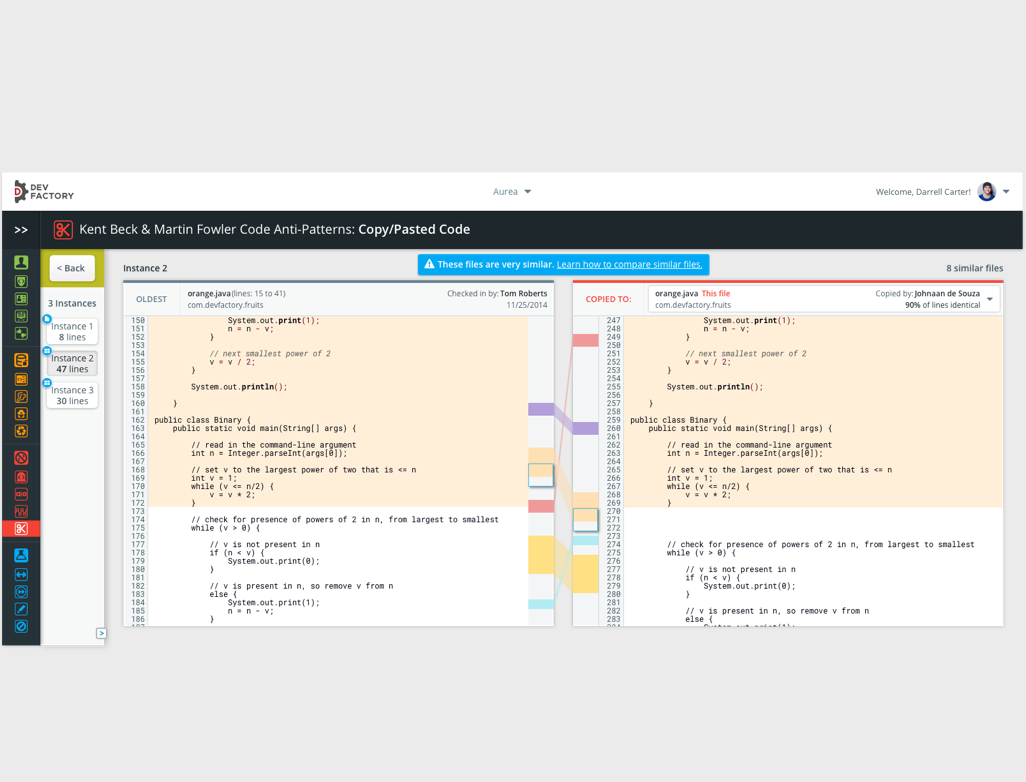 DEV
FACTORY
Aurea
Welcome, Darrell Carter!
>>
Kent Beck & Martin Fowler Code Anti-Patterns: Copy/Pasted Code
< Back
3 Instances
Instance 1
8 lines
Instance 2
47 lines
Instance 3
30 lines
>
Instance 2
These files are very similar. Learn how to compare similar files.
8 similar files
OLDEST
orange.java(lines: 15 to 41)
com.devfactory.fruits
Checked in by: Tom Roberts
11/25/2014
150 System.out.print(1);
151 n = n - v;
152 }
153
154 // next smallest power of 2
155 v = v / 2;
156 }
157
158 System.out.println();
159
160 }
161
162 public class Binary {
163 public static void main(String[] args) {
164
165 // read in the command-line argument
166 int n = Integer.parseInt(args[0]);
167
168 // set v to the largest power of two that is <= n
169 int v = 1;
170 while (v <= n/2) {
171 v = v * 2;
172 }
173
174 // check for presence of powers of 2 in n, from largest to smallest
175 while (v > 0) {
176
177 // v is not present in n
178 if (n < v) {
179 System.out.print(0);
180 }
181
182 // v is present in n, so remove v from n
183 else {
184 System.out.print(1);
185 n = n - v;
186 }
187
COPIED TO:
orange.java This file
com.devfactory.fruits
Copied by: Johnaan de Souza
90% of lines identical
247 System.out.print(1);
248 n = n - v;
249 }
250
251 // next smallest power of 2
252 v = v / 2;
253 }
254
255 System.out.println();
256
257 }
258
259 public class Binary {
260 public static void main(String[] args) {
261
262 // read in the command-line argument
263 int n = Integer.parseInt(args[0]);
264
265 // set v to the largest power of two that is <= n
266 int v = 1;
267 while (v <= n/2) {
268 v = v * 2;
269 }
270
271
272
273
274 // check for presence of powers of 2 in n, from largest to smallest
275 while (v > 0) {
276
277 // v is not present in n
278 if (n < v) {
279 System.out.print(0);
280 }
281
282 // v is present in n, so remove v from n
283 else {
284 System.out.print(1);